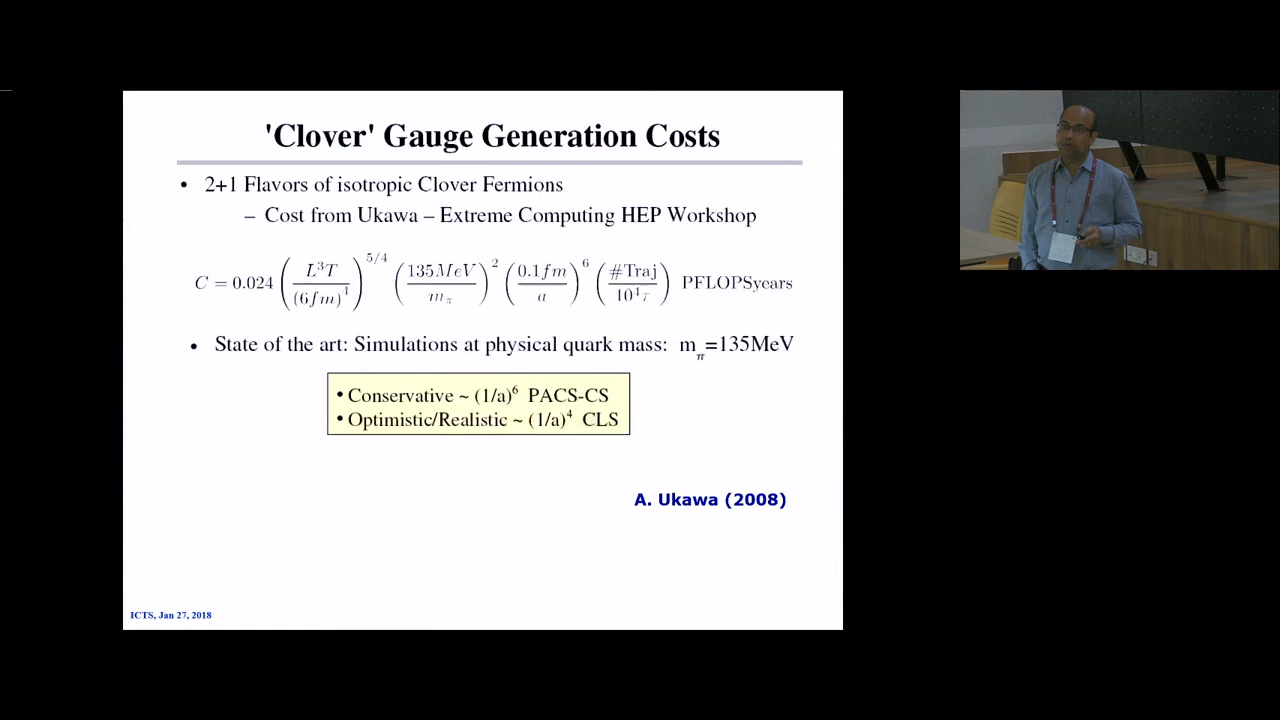 'Clover' Gauge Generation Costs
• 2+1 Flavors of isotropic Clover Fermions
– Cost from Ukawa – Extreme Computing HEP Workshop
C = 0.024 (L³T/(6fm)⁴)^5/4 (135MeV/m_π)² (0.1fm/a)⁶ (#Traj/10⁴τ) PFLOPSyears
• State of the art: Simulations at physical quark mass: m_π=135MeV
• Conservative ~ (1/a)⁶ PACS-CS
• Optimistic/Realistic ~ (1/a)⁴ CLS
A. Ukawa (2008)
ICTS, Jan 27, 2018